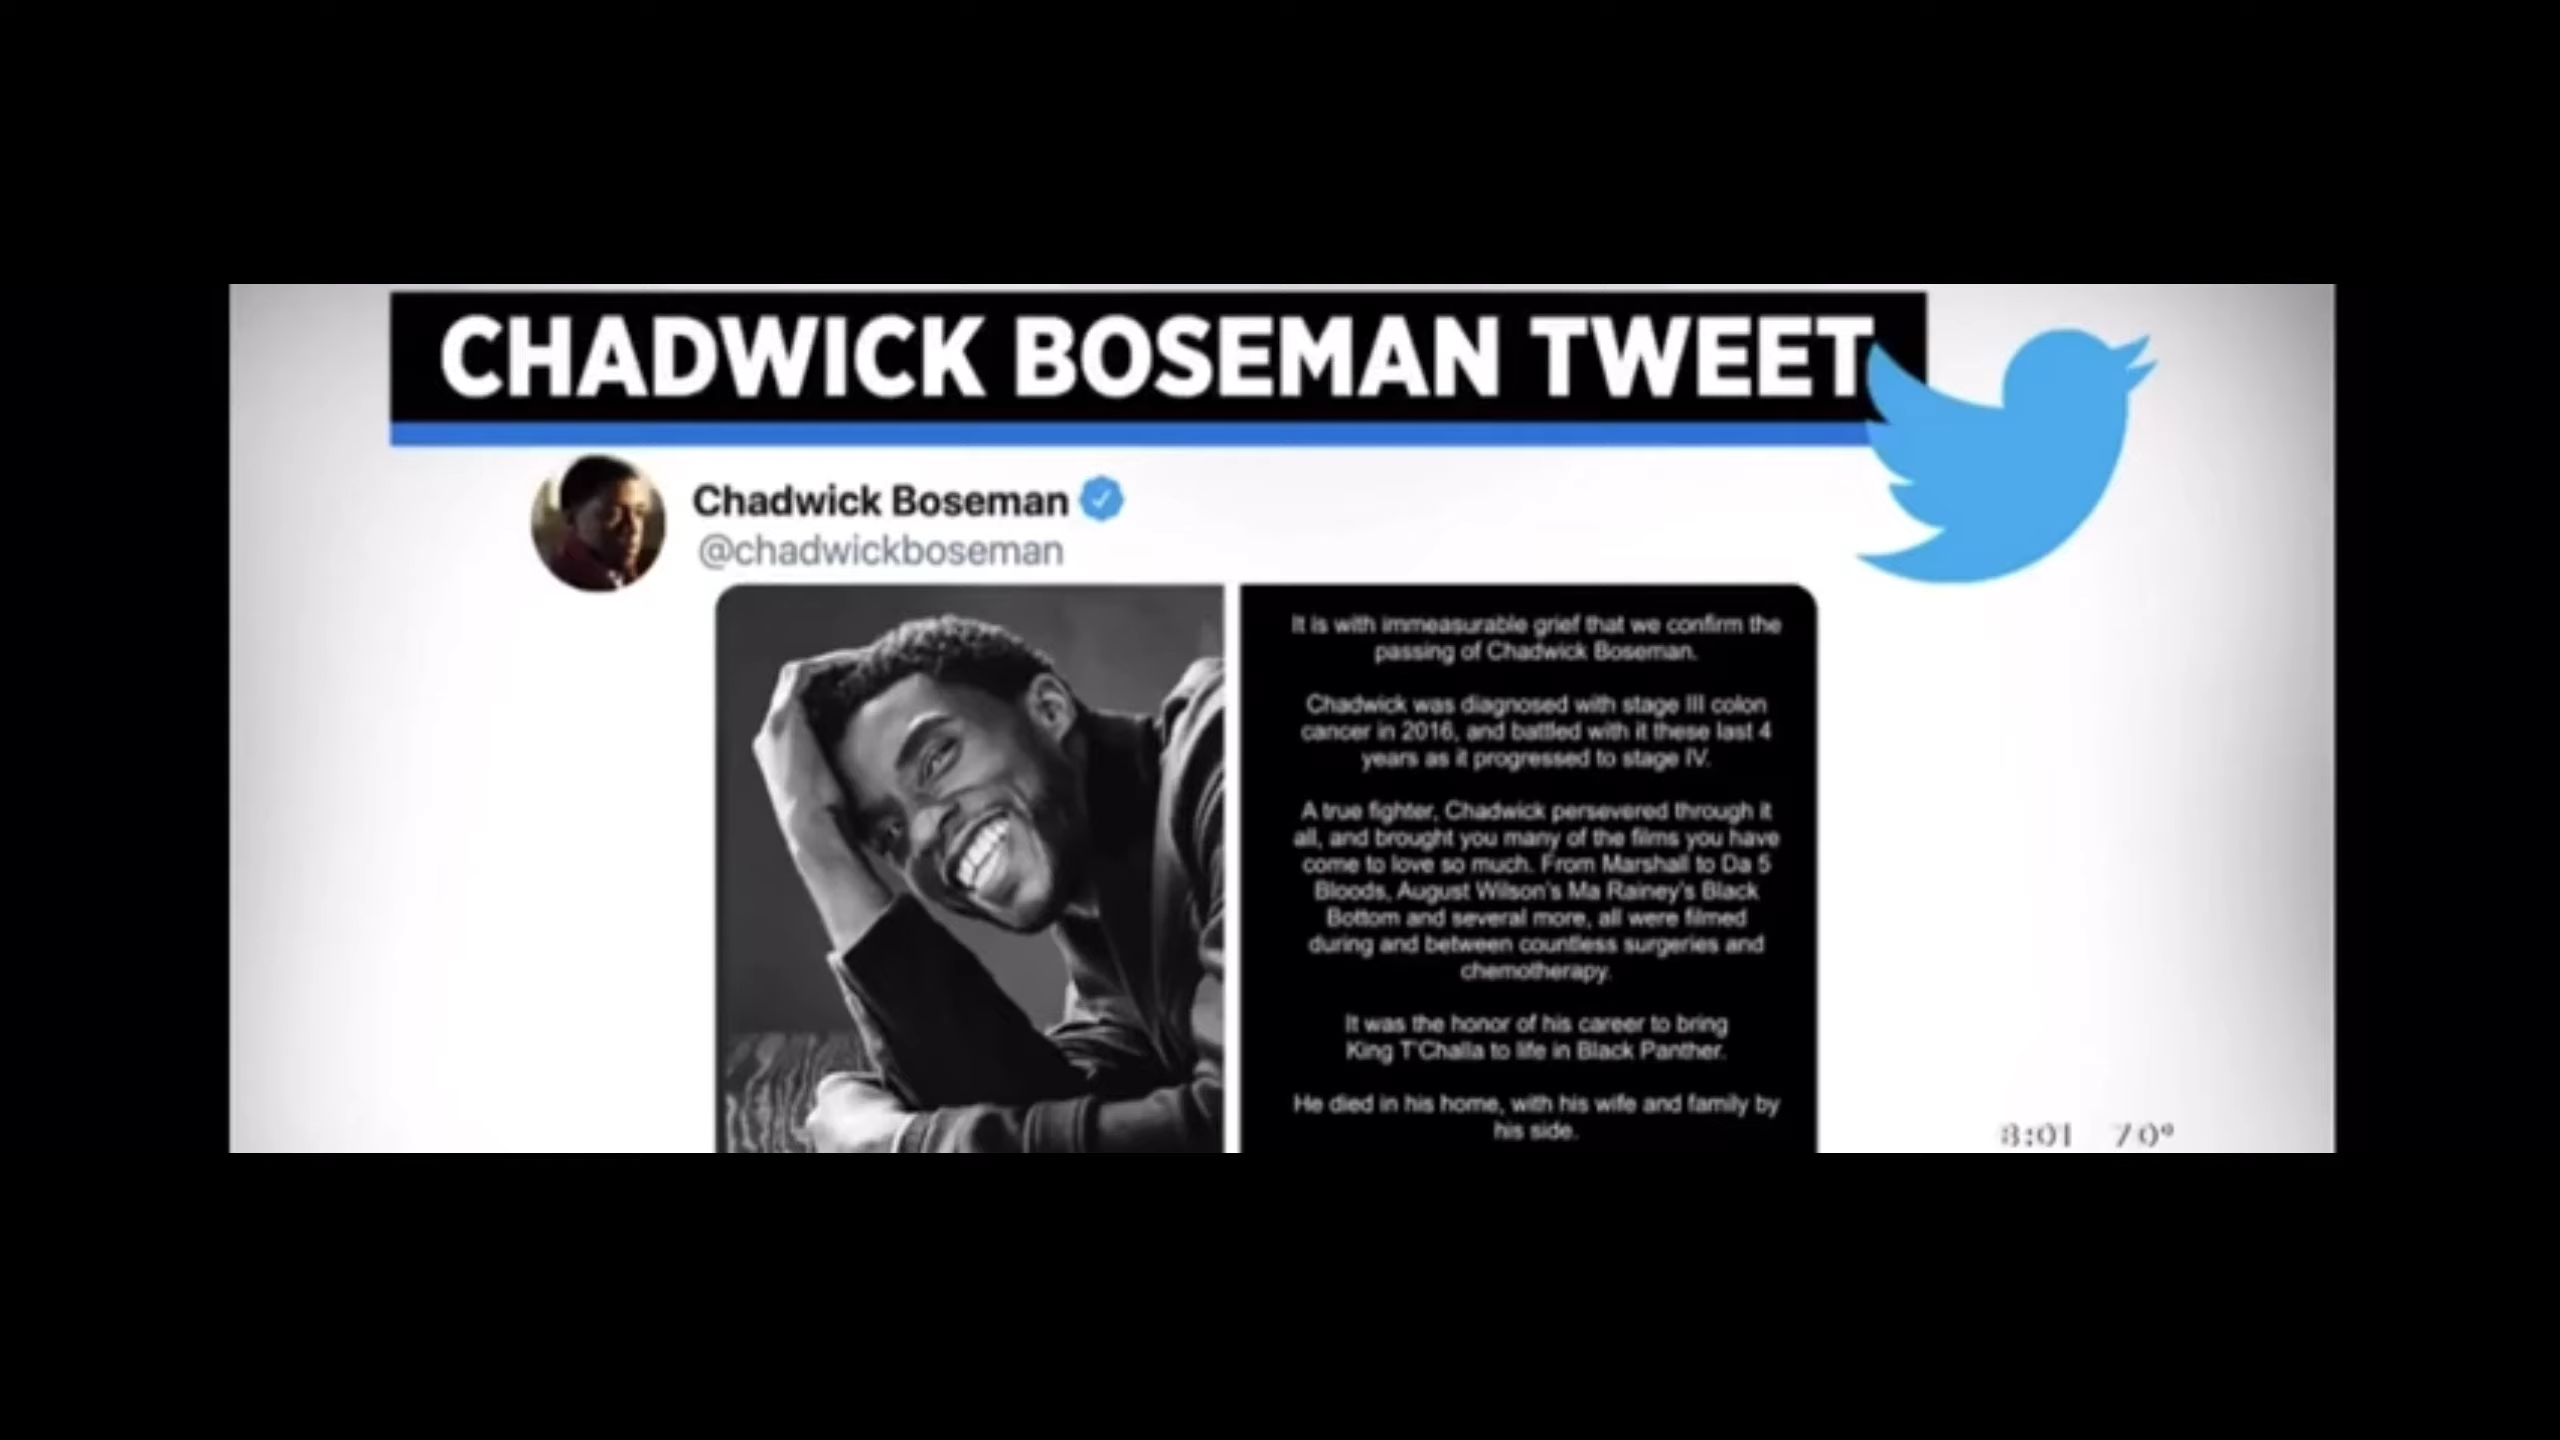 CHADWICK BOSEMAN TWEET
Chadwick Boseman
@chadwickboseman
It is with immeasurable grief that we confirm the
passing of Chadwick Boseman.
Chadwick was diagnosed with stage III colon
cancer in 2016, and battled with it these last 4
years as it progressed to stage IV.
A true fighter, Chadwick persevered through it
all, and brought you many of the films you have
come to love so much. From Marshall to Da 5
Bloods, August Wilson's Ma Rainey's Black
Bottom and several more, all were filmed
during and between countless surgeries and
chemotherapy.
It was the honor of his career to bring
King T'Challa to life in Black Panther.
He died in his home, with his wife and family by
his side.
8:01 70°